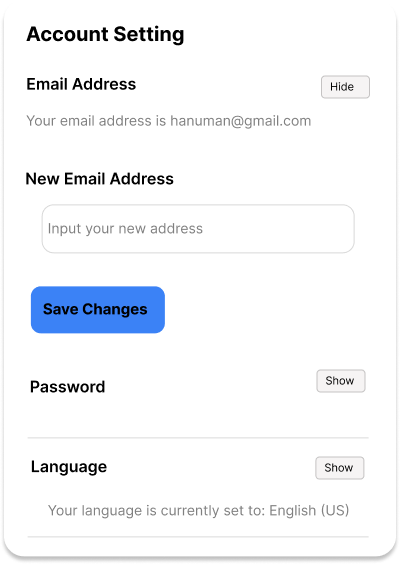 Account Setting
Email Address
Hide
Your email address is hanuman@gmail.com
New Email Address
Input your new address
Save Changes
Password
Show
Language
Show
Your language is currently set to: English (US)